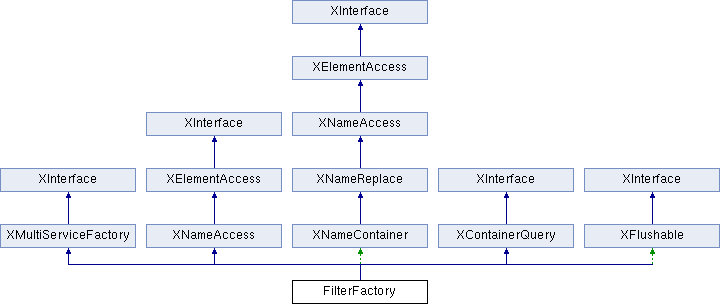 XInterface
XElementAccess
XInterface
XNameAccess
XInterface
XElementAccess
XNameReplace
XInterface
XInterface
XMultiServiceFactory
XNameAccess
XNameContainer
XContainerQuery
XFlushable
FilterFactory